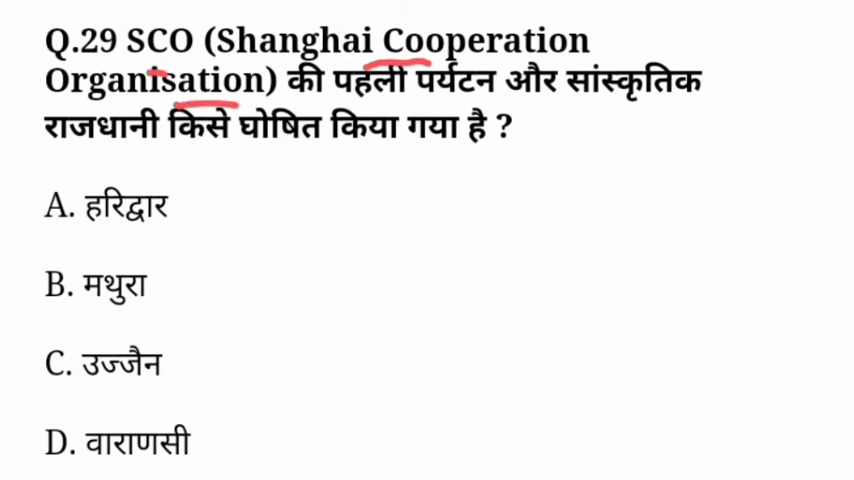 Q.29 SCO (Shanghai Cooperation
Organisation) की पहली पर्यटन और सांस्कृतिक
राजधानी किसे घोषित किया गया है ?
A. हरिद्वार
B. मथुरा
C. उज्जैन
D. वाराणसी